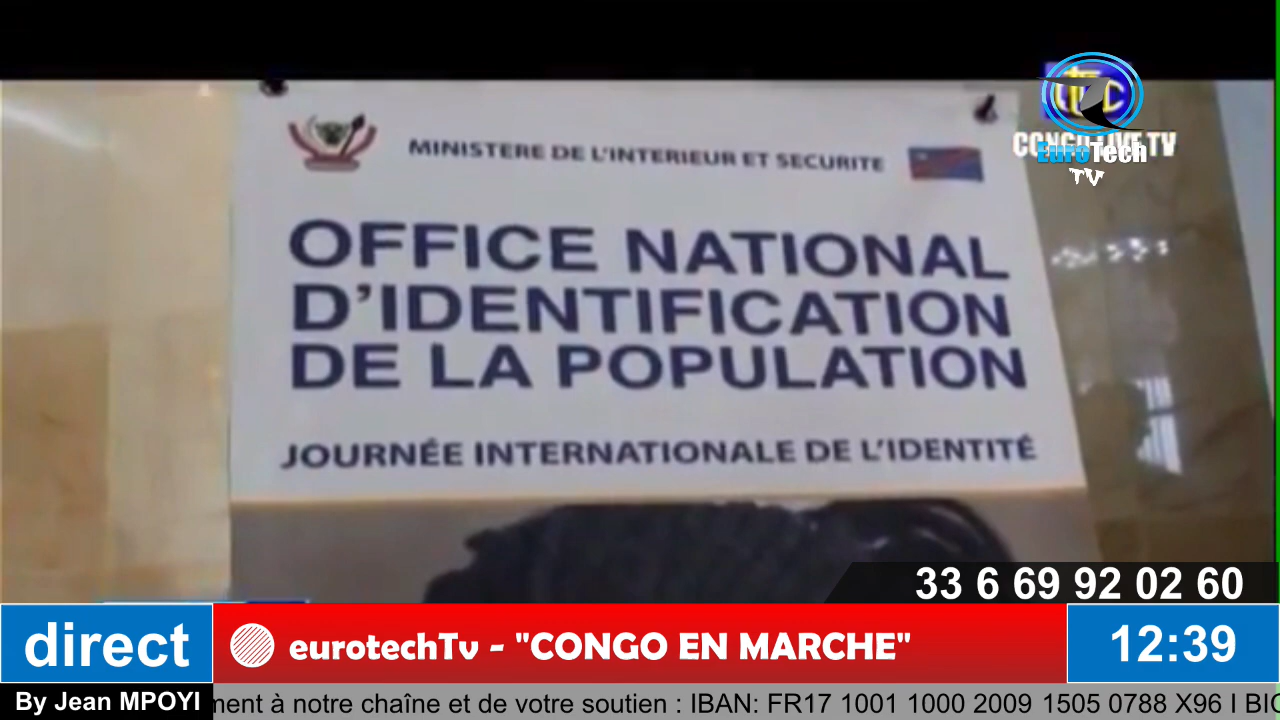 MINISTERE DE L'INTERIEUR ET SECURITE
OFFICE NATIONAL
D'IDENTIFICATION
DE LA POPULATION
JOURNÉE INTERNATIONALE DE L'IDENTITÉ
EuroTech
TV
33 6 69 92 02 60
direct
eurotechTv - "CONGO EN MARCHE"
12:39
By Jean MPOYI
ment à notre chaîne et de votre soutien : IBAN: FR17 1001 1000 2009 1505 0788 X96 I BIC